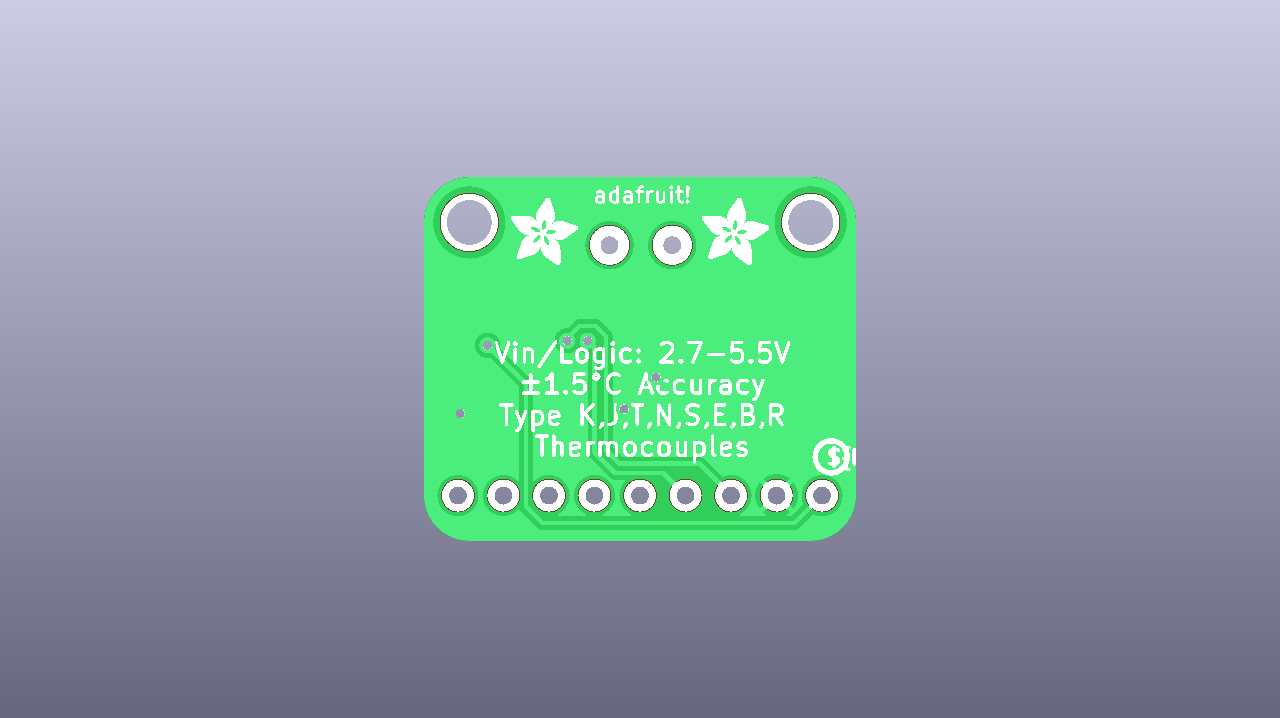 adafruit!
Vin/Logic: 2.7-5.5V
±1.5°C Accuracy
Type K,J,T,N,S,E,B,R
Thermocouples